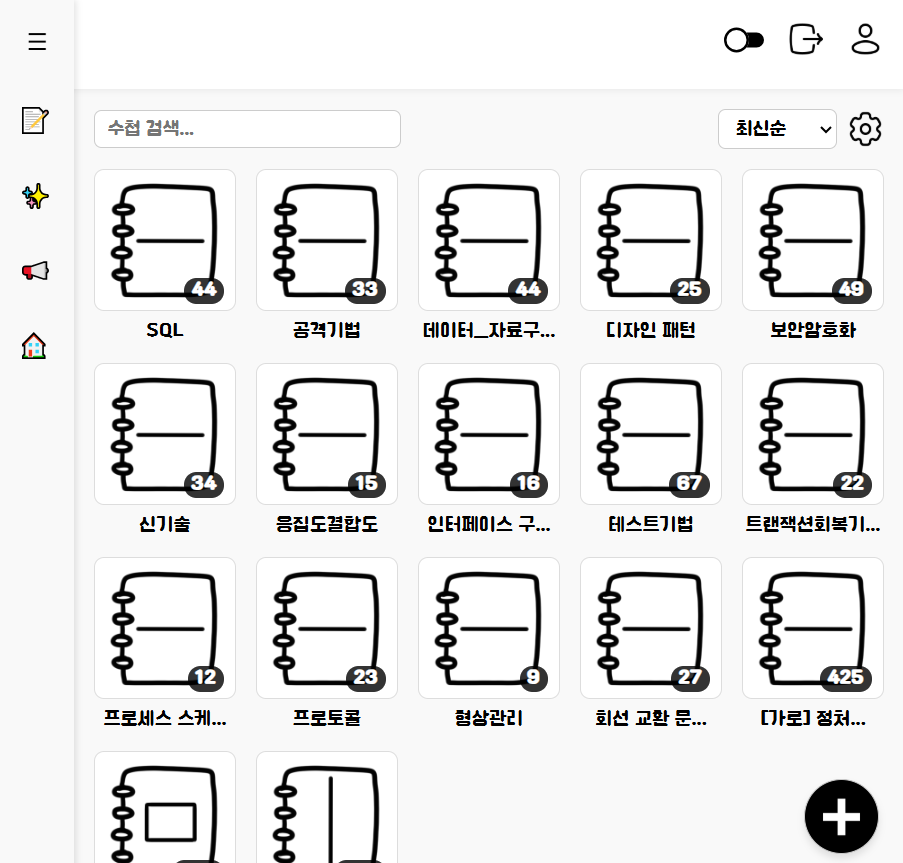 수첩 검색...
최신순
44
33
44
25
49
SQL
공격기법
데이터_자료구...
디자인 패턴
보안암호화
34
15
16
67
22
신기술
응집도결합도
인터페이스 구...
테스트기법
트랜잭션회복기...
12
23
9
27
425
프로세스 스케...
프로토콜
형상관리
회선 교환 문...
[가로] 정처...